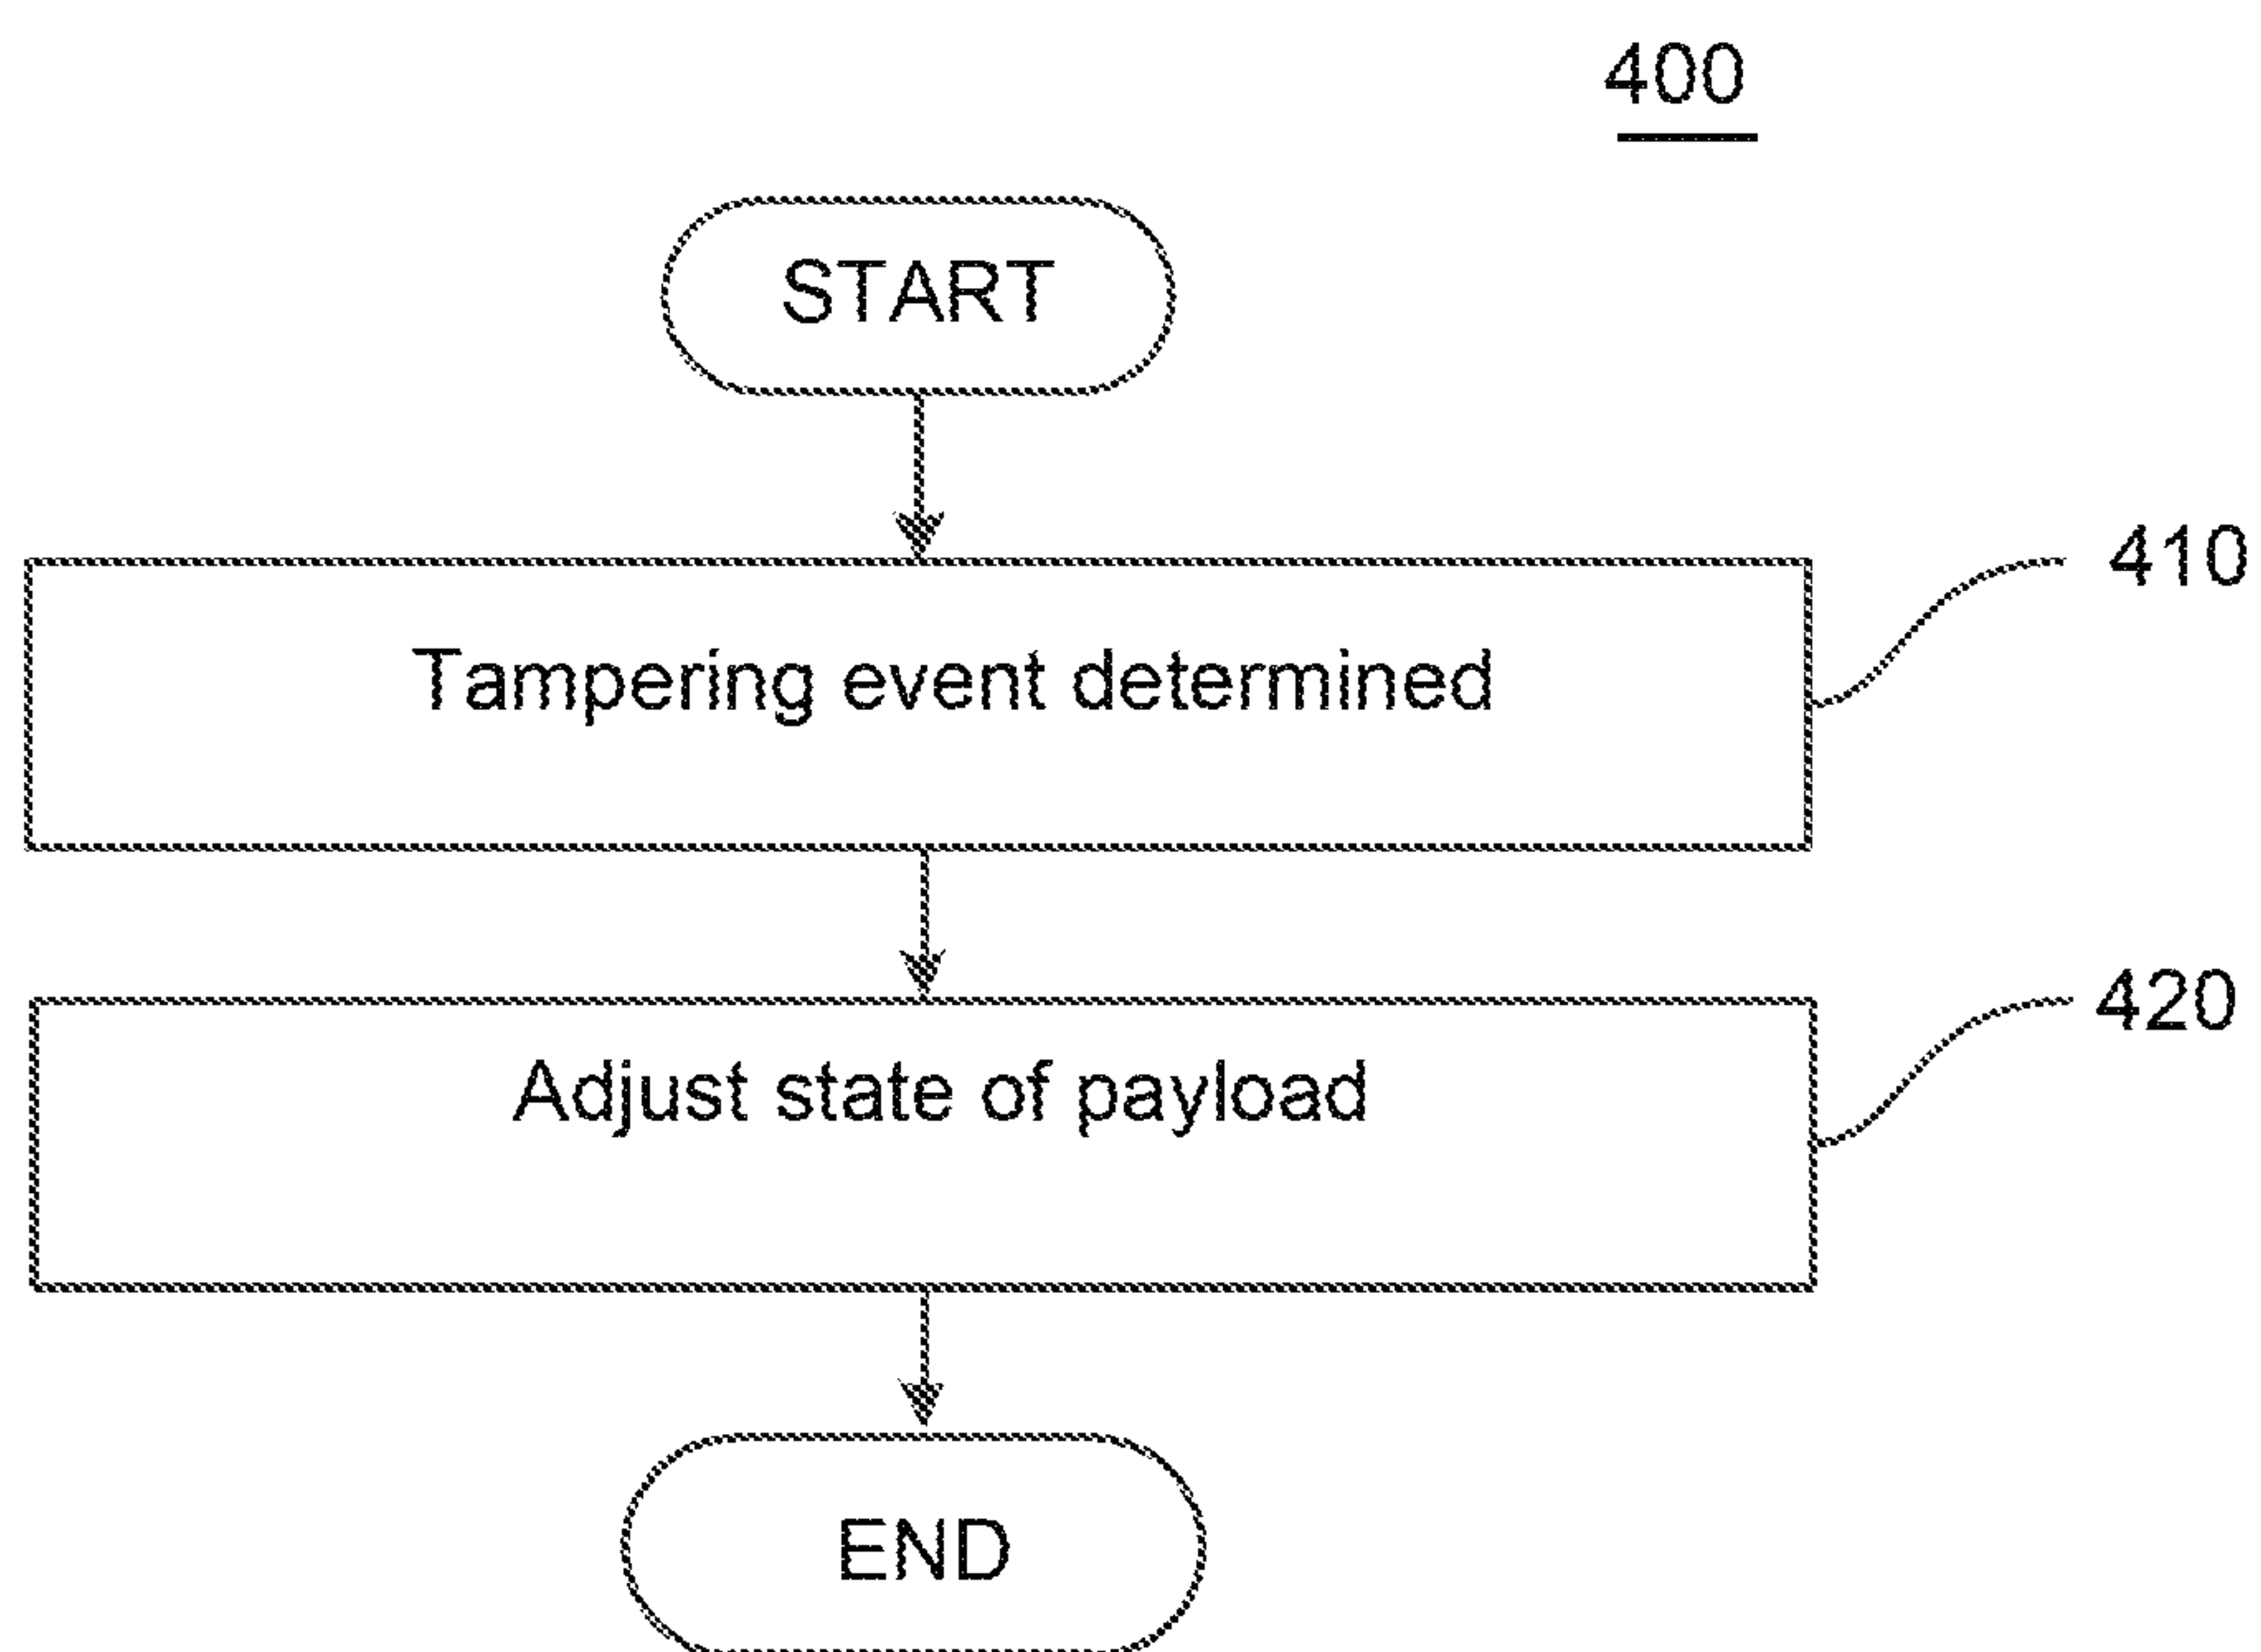 400
START
410
Tampering event determined
420
Adjust state of payload
END